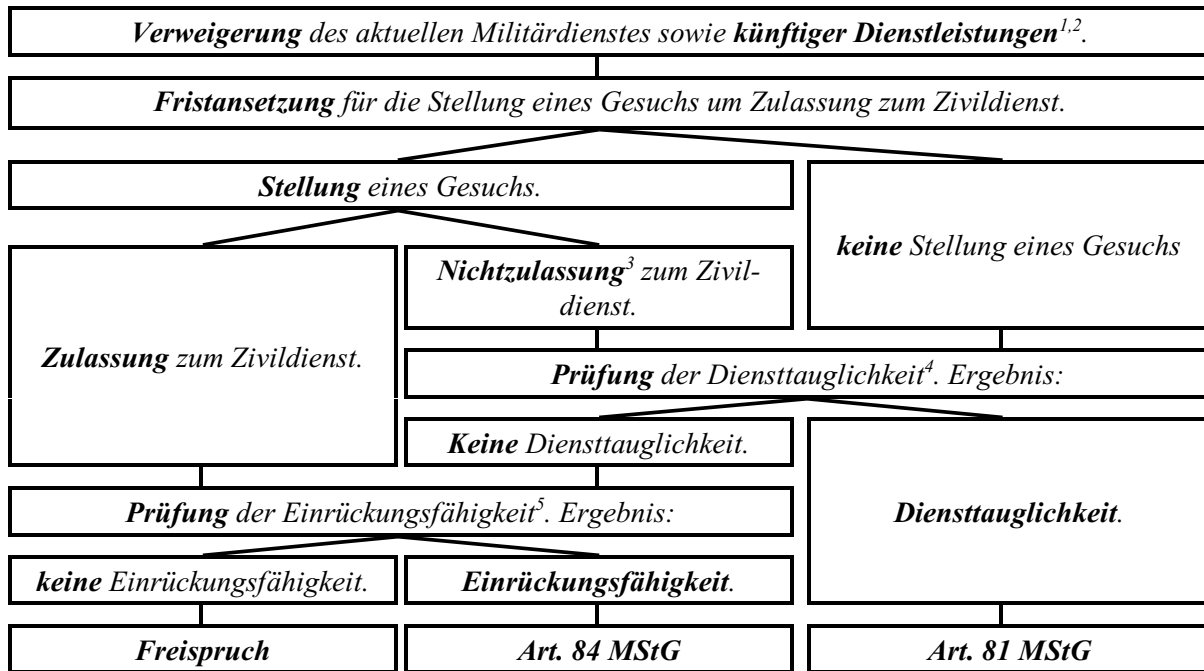 Verweigerung des aktuellen Militärdienstes sowie künftiger Dienstleistungen1,2.
Fristansetzung für die Stellung eines Gesuchs um Zulassung zum Zivildienst.
Stellung eines Gesuchs.
keine Stellung eines Gesuchs
Nichtzulassung3 zum Zivil-
dienst.
Zulassung zum Zivildienst.
Prüfung der Diensttauglichkeit4. Ergebnis:
Keine Diensttauglichkeit.
Prüfung der Einrückungsfähigkeit5. Ergebnis:
Diensttauglichkeit.
keine Einrückungsfähigkeit.
Einrückungsfähigkeit.
Freispruch
Art. 84 MStG
Art. 81 MStG